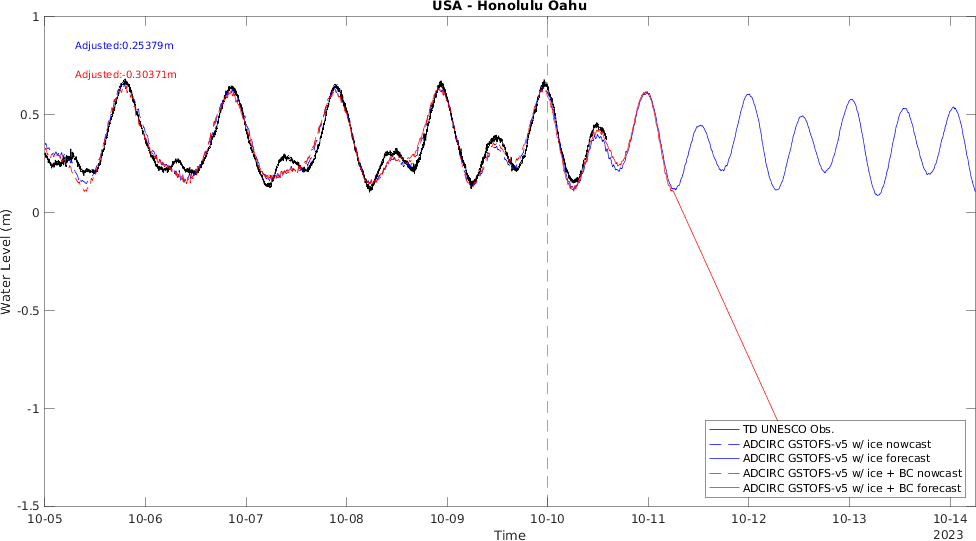 USA - Honolulu Oahu
Adjusted:0.25379m
Adjusted:-0.30371m
Water Level (m)
1
0.5
0
-0.5
-1
-1.5
TD UNESCO Obs.
ADCIRC GSTOFS-v5 w/ ice nowcast
ADCIRC GSTOFS-v5 w/ ice forecast
ADCIRC GSTOFS-v5 w/ ice + BC nowcast
ADCIRC GSTOFS-v5 w/ ice + BC forecast
10-05 10-06 10-07 10-08 10-09 10-10 10-11 10-12 10-13 10-14
Time
2023